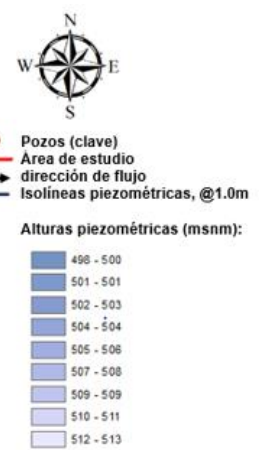 N
W E
S
Pozos (clave)
Área de estudio
dirección de flujo
Isolíneas piezométricas, @1.0m
Alturas piezométricas (msnm):
498 - 500
501 - 501
502 - 503
504 - 504
505 - 506
507 - 508
509 - 509
510 - 511
512 - 513